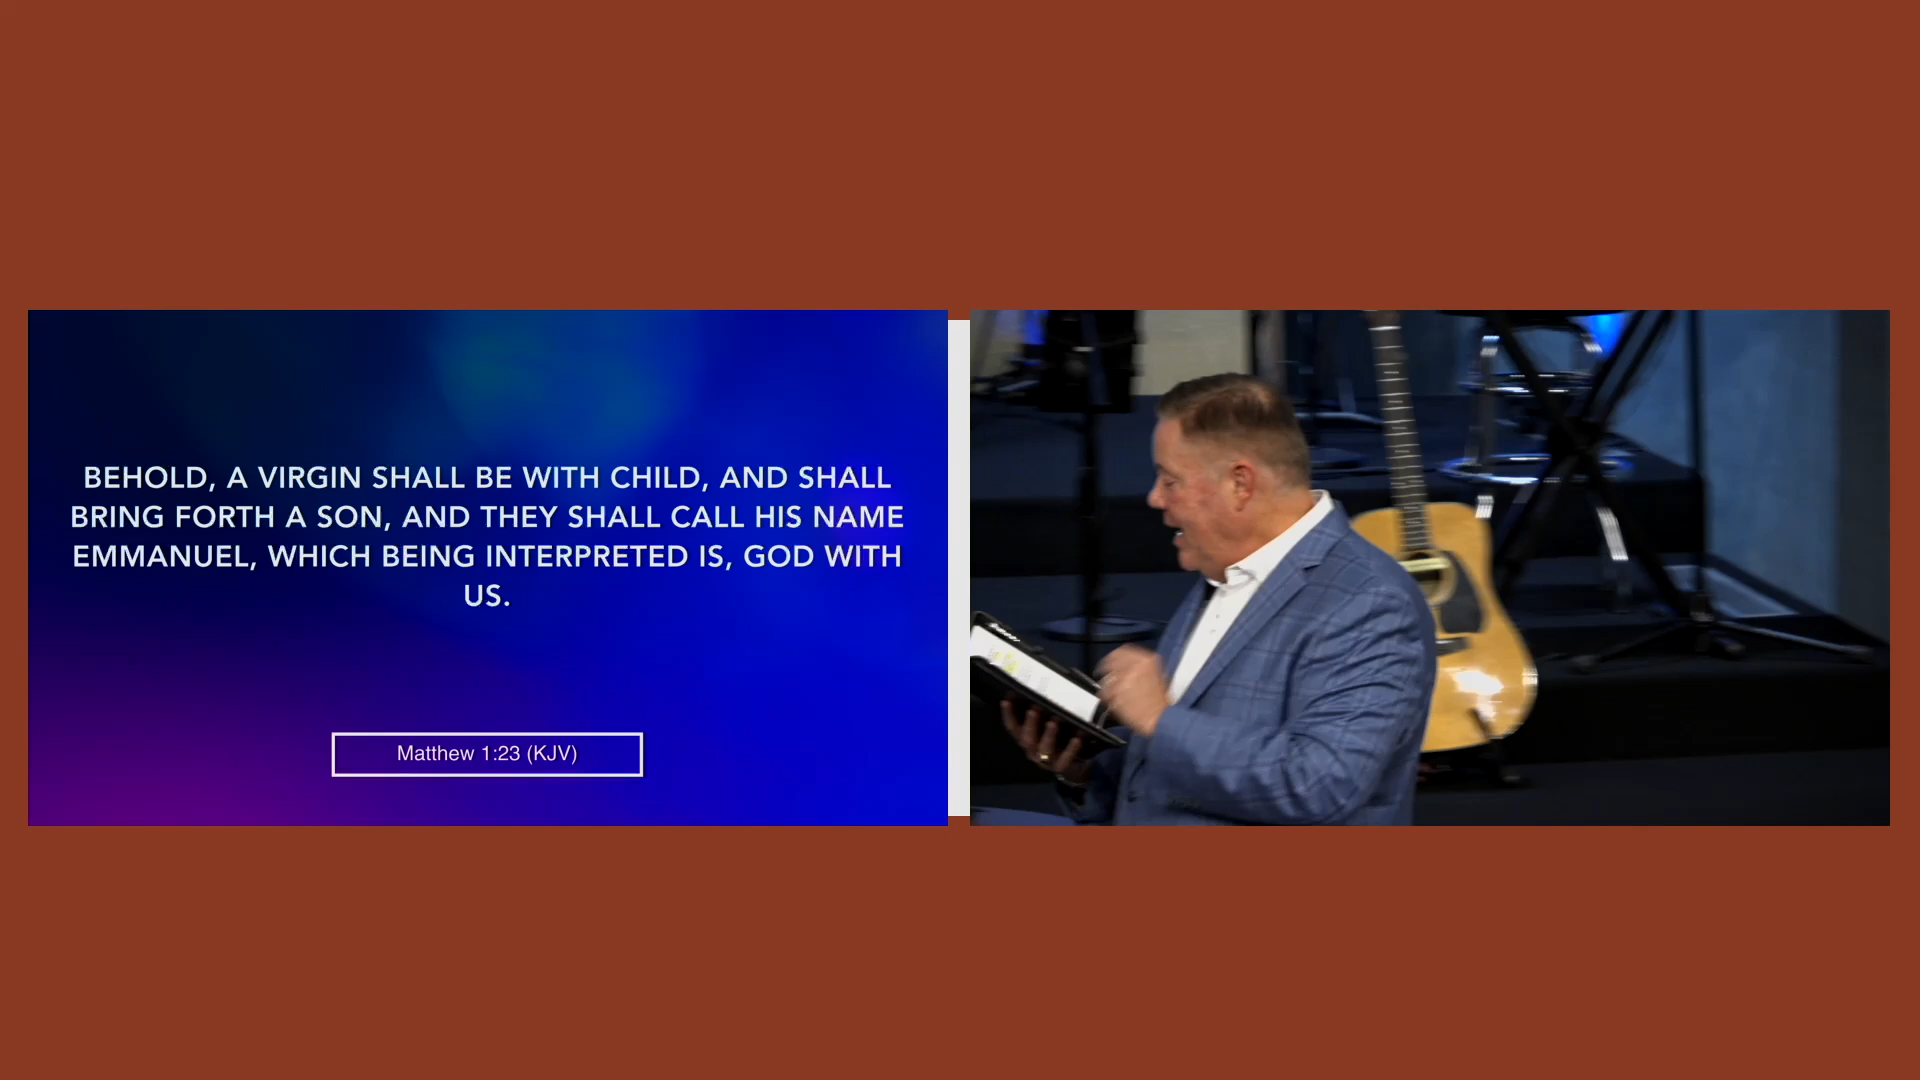 BEHOLD, A VIRGIN SHALL BE WITH CHILD, AND SHALL
BRING FORTH A SON, AND THEY SHALL CALL HIS NAME
EMMANUEL, WHICH BEING INTERPRETED IS, GOD WITH
US.
Matthew 1:23 (KJV)